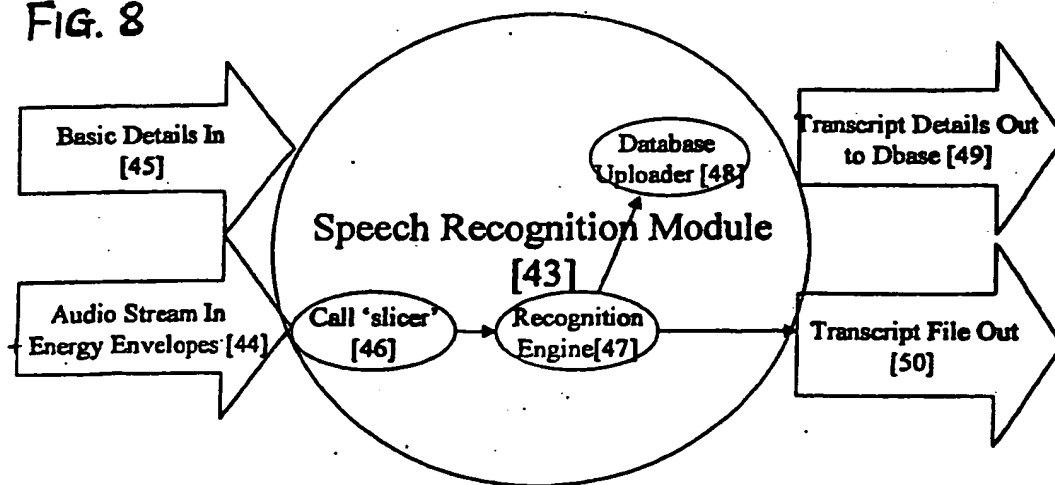 FIG. 8
Basic Details In
[45]
Audio Stream In
+ Energy Envelopes [44]
Speech Recognition Module
[43]
Call ‘slicer’
[46]
Recognition
Engine[47]
Database
Uploader [48]
Transcript Details Out
to Dbase [49]
Transcript File Out
[50]